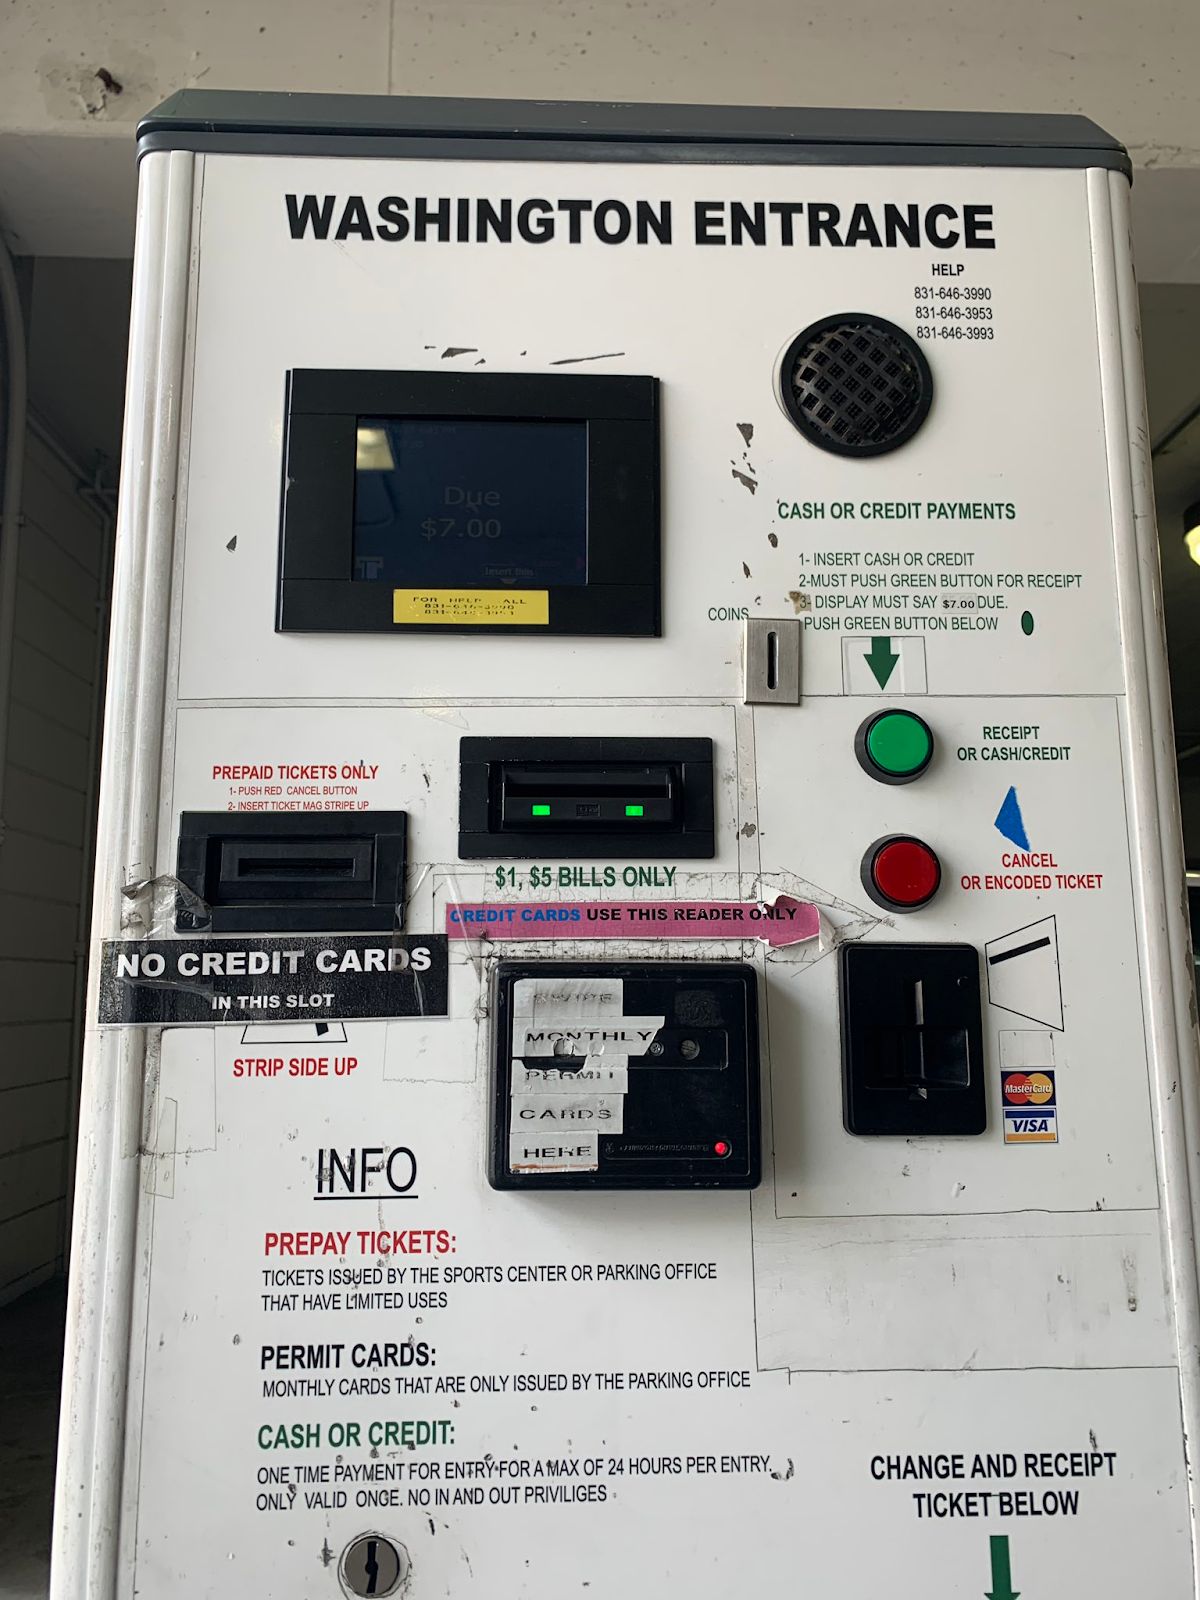 WASHINGTON ENTRANCE
HELP
831-646-3990
831-646-3953
831-646-3993
Due
$7.00
Insert Bills
FOR HELP ALL
CASH OR CREDIT PAYMENTS
1- INSERT CASH OR CREDIT
2-MUST PUSH GREEN BUTTON FOR RECEIPT
3- DISPLAY MUST SAY $7.00 DUE.
PUSH GREEN BUTTON BELOW
COINS
RECEIPT
OR CASH/CREDIT
PREPAID TICKETS ONLY
1- PUSH RED CANCEL BUTTON
2- INSERT TICKET MAG STRIPE UP
$1, $5 BILLS ONLY
CANCEL
OR ENCODED TICKET
CREDIT CARDS USE THIS READER ONLY
NO CREDIT CARDS
IN THIS SLOT
STRIP SIDE UP
SWIPE
MONTHLY
PERMIT
CARDS
HERE
MasterCard
VISA
INFO
PREPAY TICKETS:
TICKETS ISSUED BY THE SPORTS CENTER OR PARKING OFFICE
THAT HAVE LIMITED USES
PERMIT CARDS:
MONTHLY CARDS THAT ARE ONLY ISSUED BY THE PARKING OFFICE
CASH OR CREDIT:
ONE TIME PAYMENT FOR ENTRY FOR A MAX OF 24 HOURS PER ENTRY.
ONLY VALID ONCE. NO IN AND OUT PRIVILIGES
CHANGE AND RECEIPT
TICKET BELOW